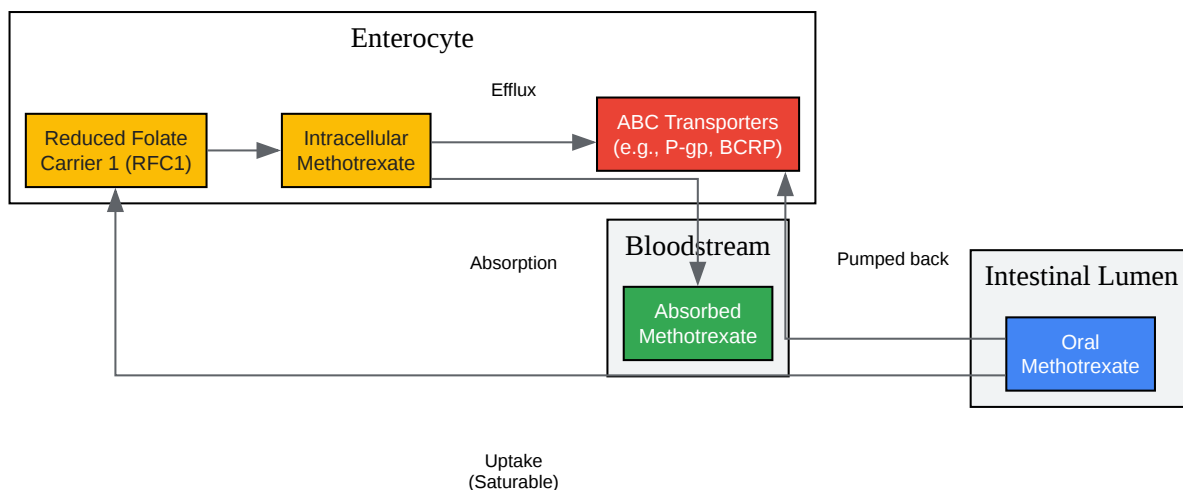 Enterocyte
Efflux
Reduced Folate
Carrier 1 (RFC1)
Intracellular
Methotrexate
ABC Transporters
(e.g., P-gp, BCRP)
Bloodstream
Absorption
Pumped back
Intestinal Lumen
Absorbed
Methotrexate
Oral
Methotrexate
Uptake
(Saturable)